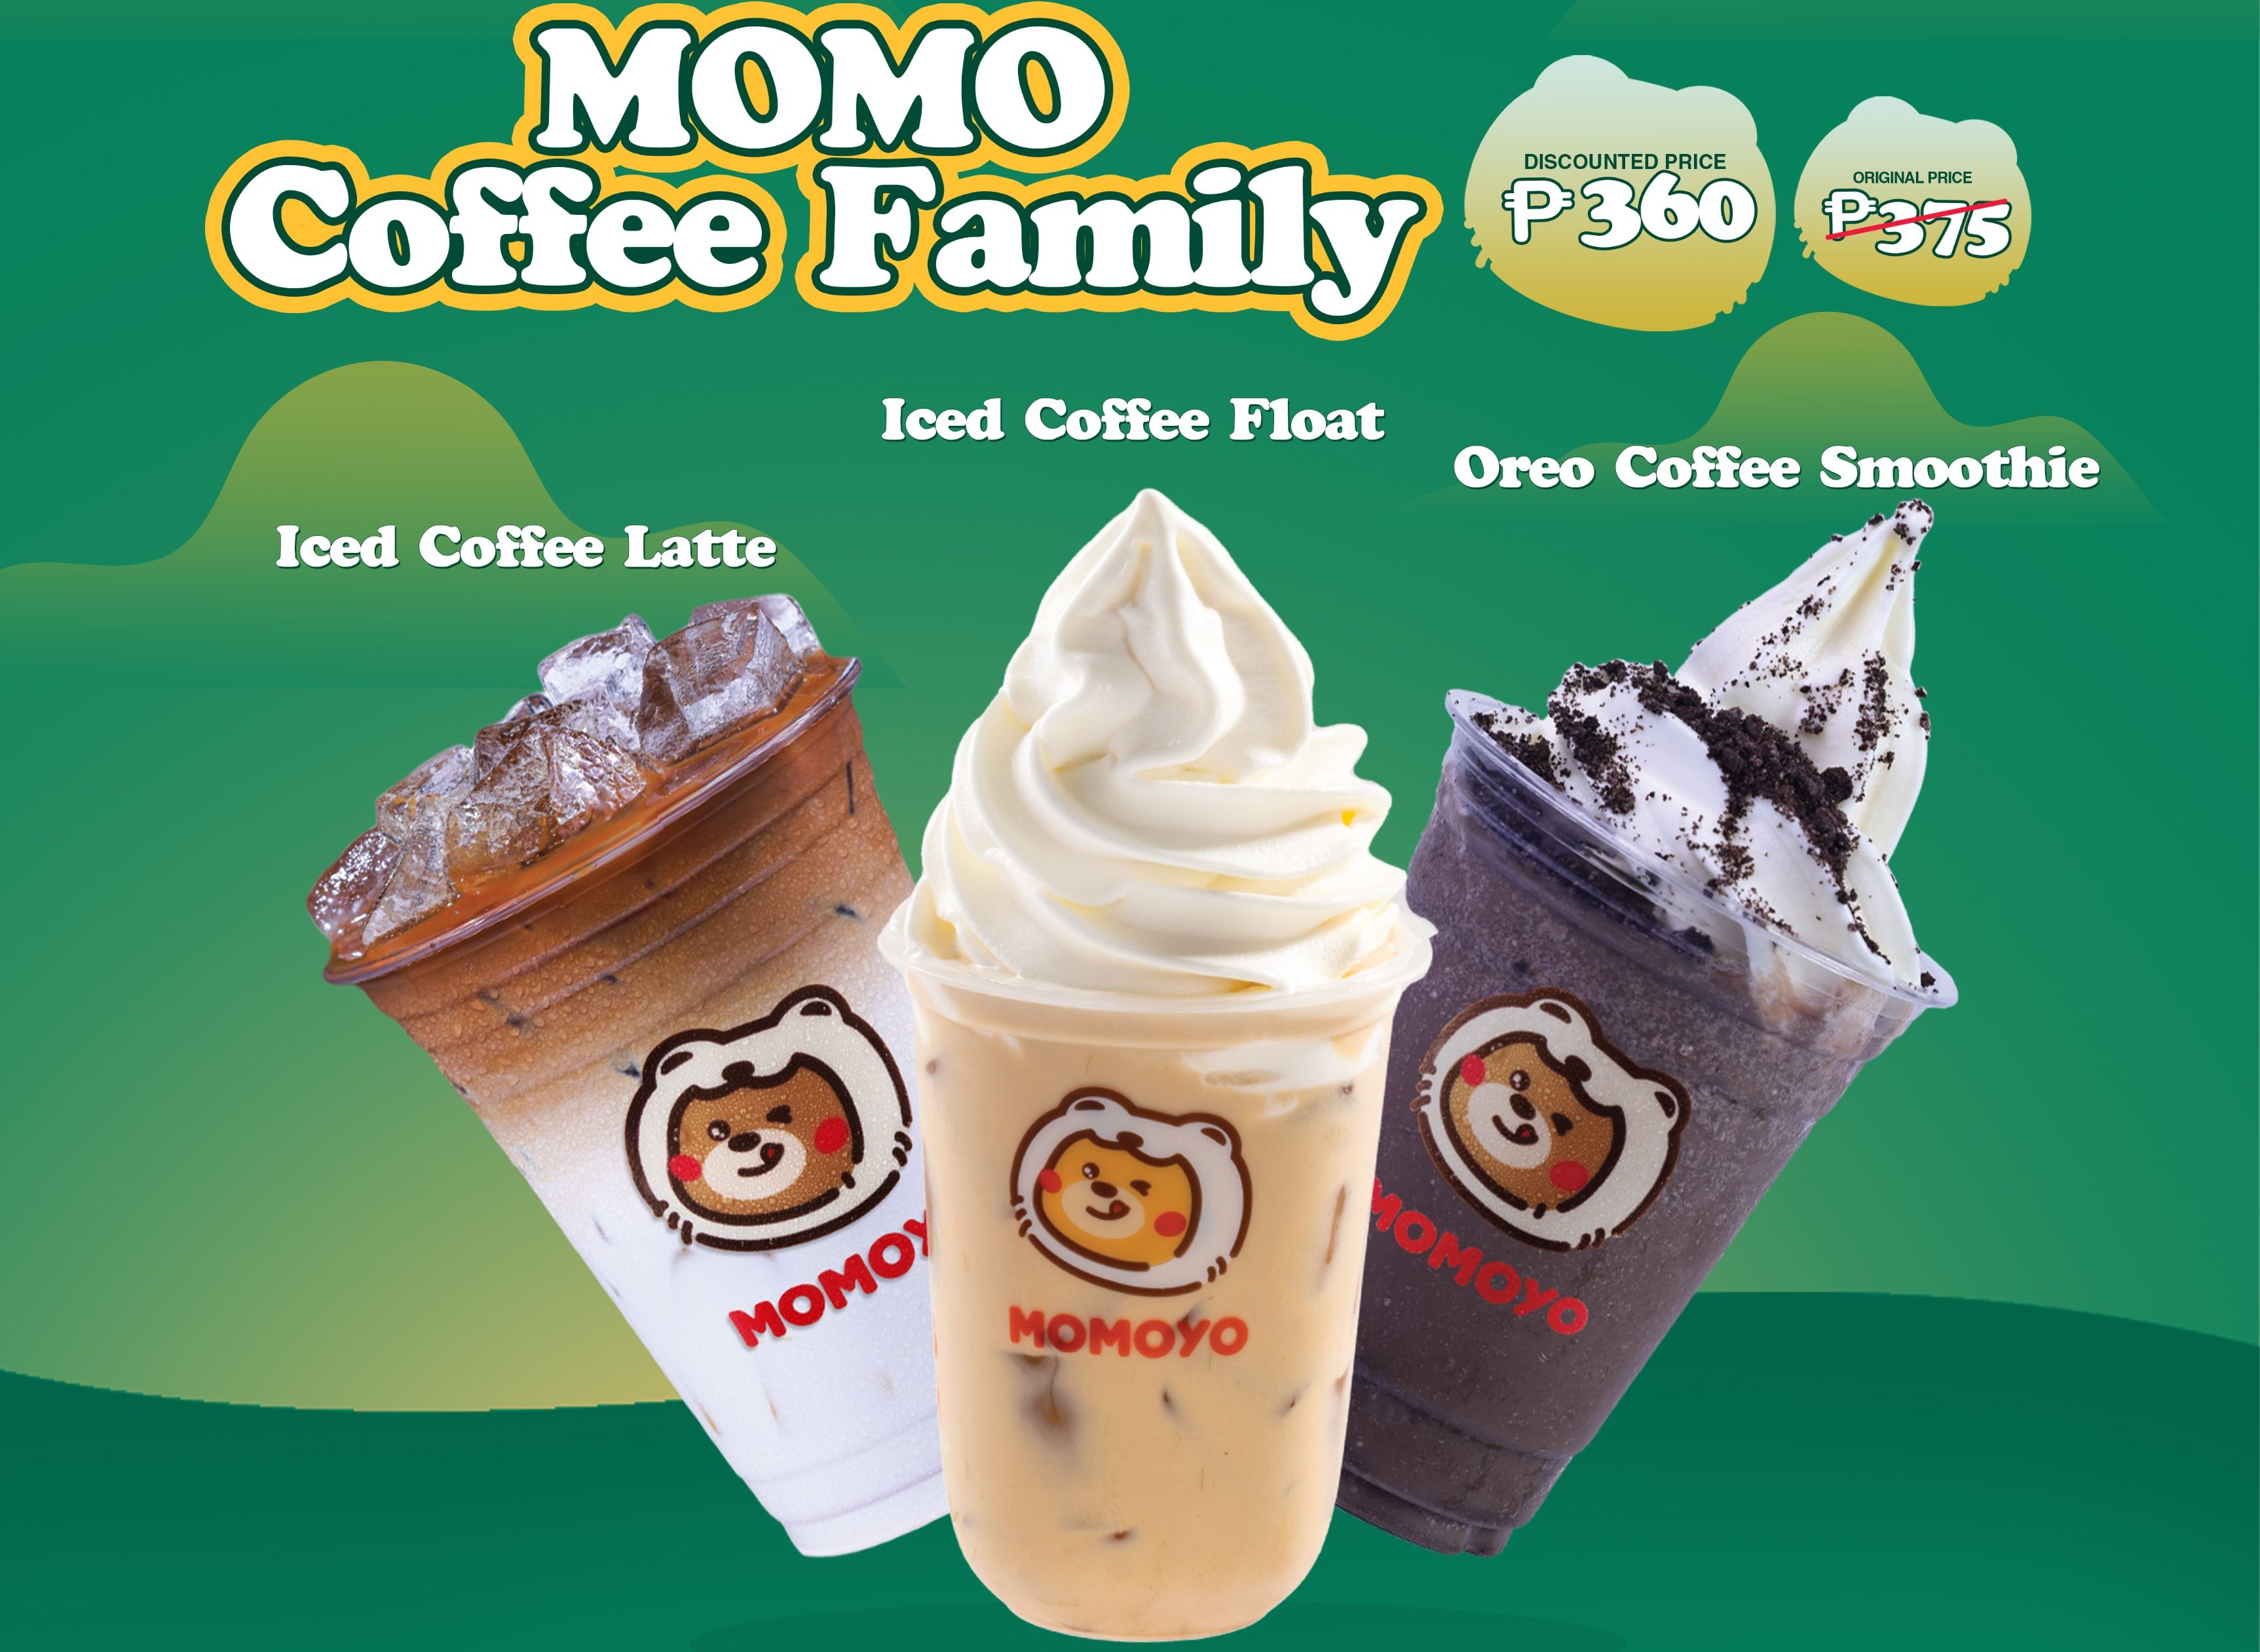 MOMO
Coffee Family
DISCOUNTED PRICE
₱360
ORIGINAL PRICE
₱375
Iced Coffee Float
Oreo Coffee Smoothie
Iced Coffee Latte
MOMOY
MOMOYO
MOMOYO